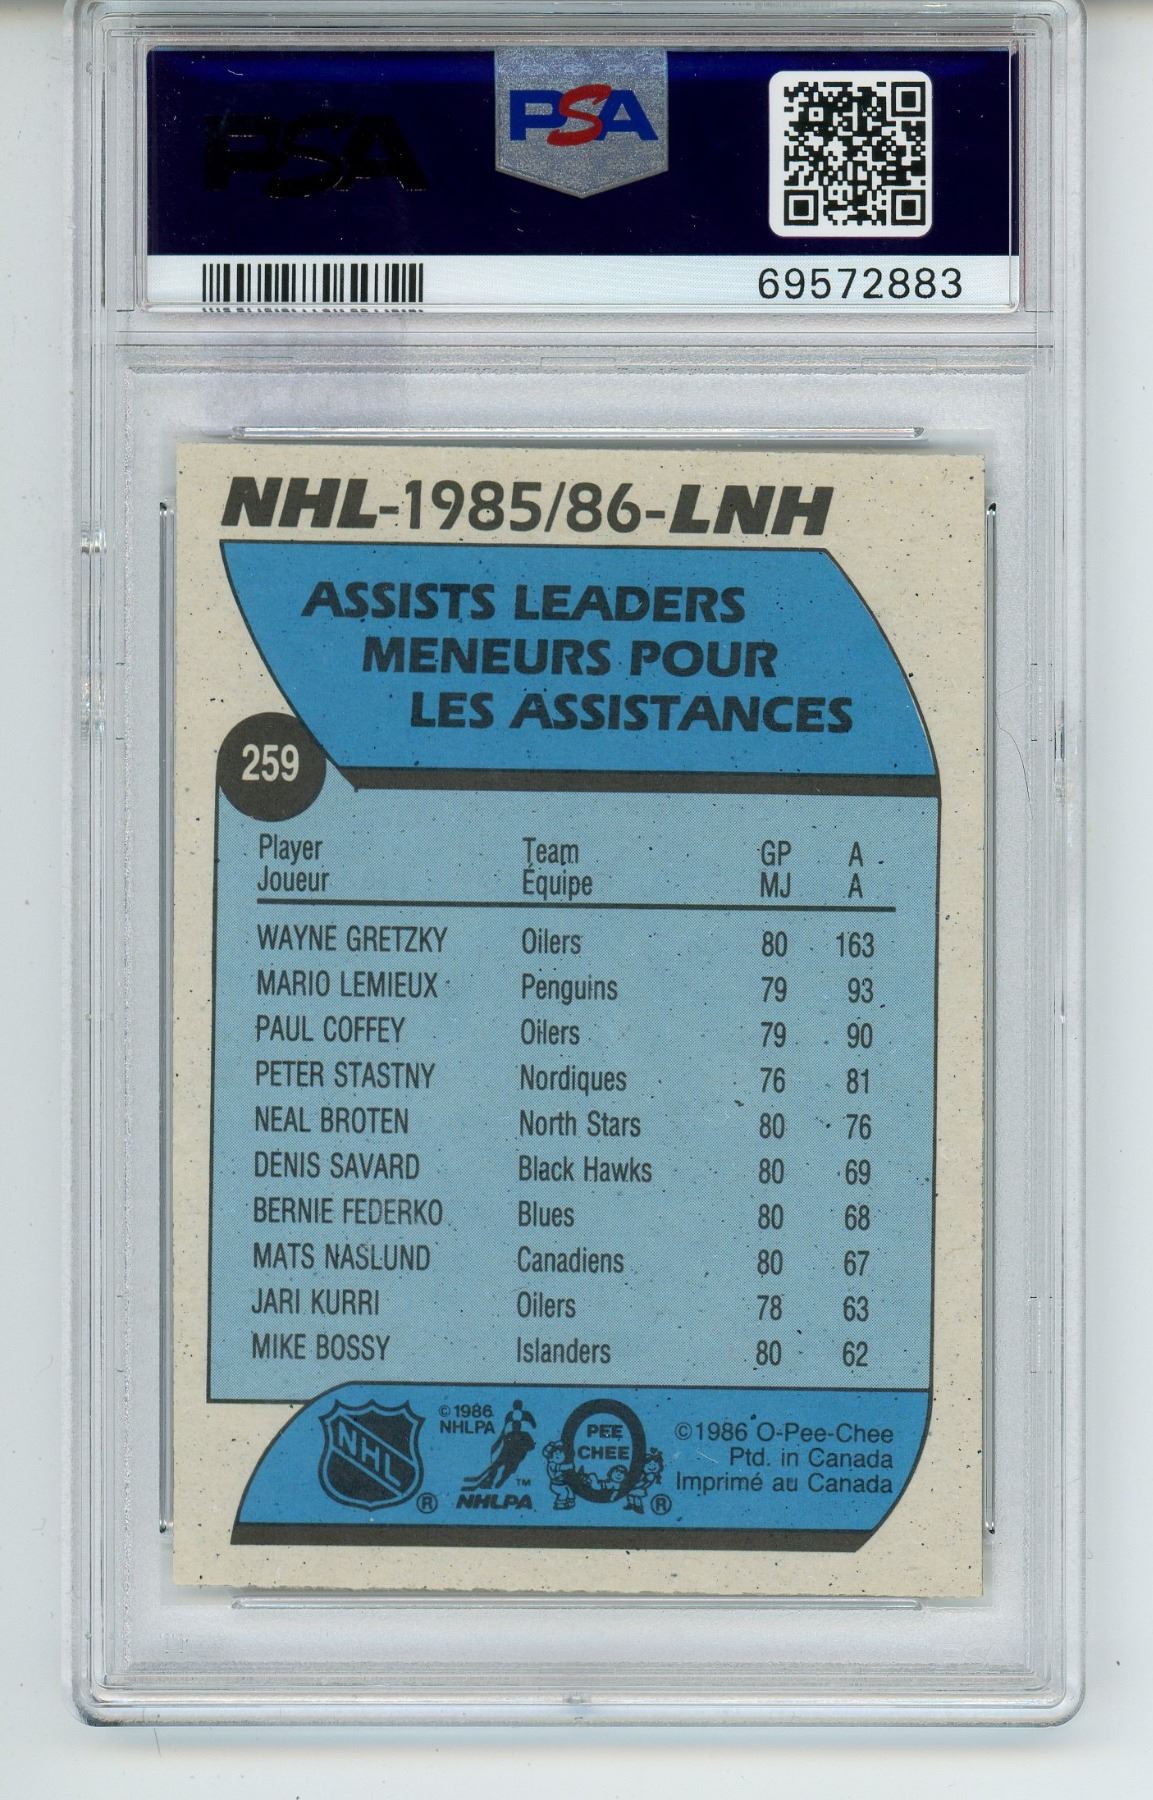 PSA
PSA
69572883
NHL-1985/86-LNH
ASSISTS LEADERS
MENEURS POUR
LES ASSISTANCES
259
Player Team GP A
Joueur Équipe MJ A
WAYNE GRETZKY Oilers 80 163
MARIO LEMIEUX Penguins 79 93
PAUL COFFEY Oilers 79 90
PETER STASTNY Nordiques 76 81
NEAL BROTEN North Stars 80 76
DENIS SAVARD Black Hawks 80 69
BERNIE FEDERKO Blues 80 68
MATS NASLUND Canadiens 80 67
JARI KURRI Oilers 78 63
MIKE BOSSY Islanders 80 62
NHL ®
©1986
NHLPA
™
NHLPA
O
PEE
CHEE
®
©1986 O-Pee-Chee
Ptd. in Canada
Imprimé au Canada